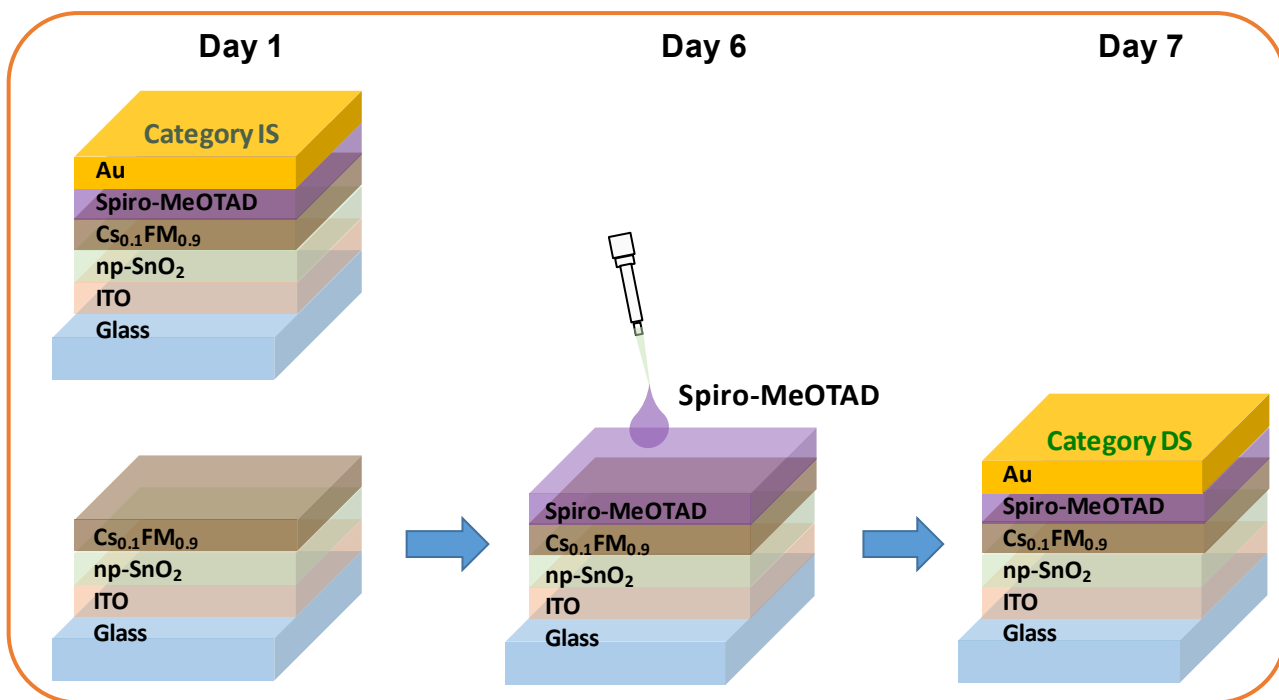 Day 1
Day 6
Day 7
Category IS
Au
Spiro-MeOTAD
Cs₀.₁FM₀.₉
np-SnO₂
ITO
Glass
Cs₀.₁FM₀.₉
np-SnO₂
ITO
Glass
Spiro-MeOTAD
Spiro-MeOTAD
Cs₀.₁FM₀.₉
np-SnO₂
ITO
Glass
Category DS
Au
Spiro-MeOTAD
Cs₀.₁FM₀.₉
np-SnO₂
ITO
Glass